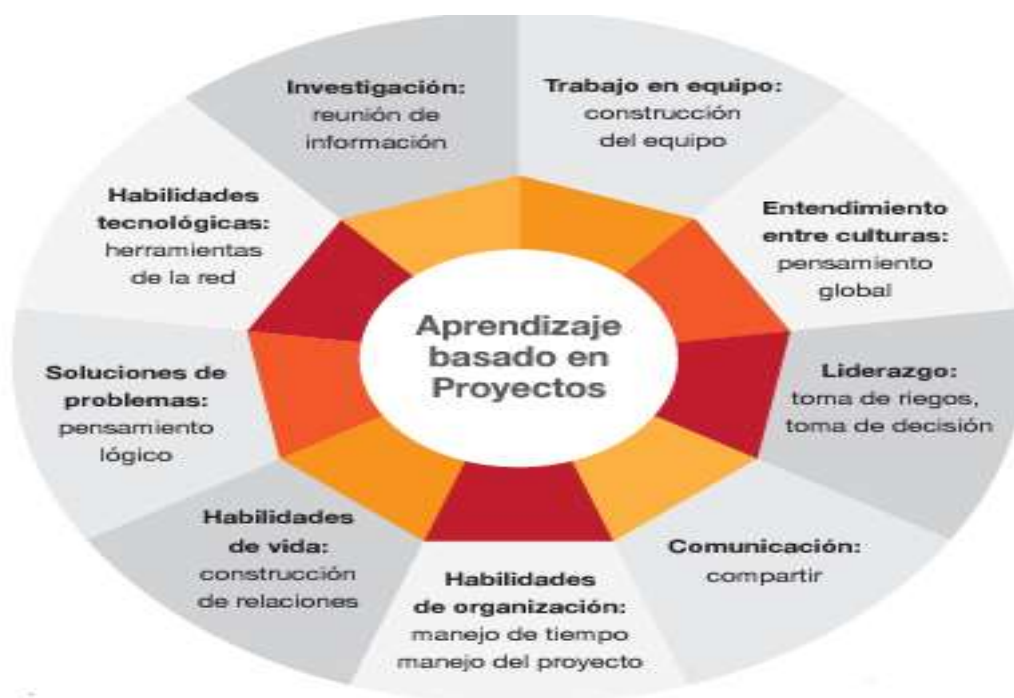 Investigación:
reunión de
información
Trabajo en equipo:
construcción
del equipo
Entendimiento
entre culturas:
pensamiento
global
Liderazgo:
toma de riegos,
toma de decisión
Comunicación:
compartir
Habilidades
de organización:
manejo de tiempo
manejo del proyecto
Habilidades
de vida:
construcción
de relaciones
Soluciones de
problemas:
pensamiento
lógico
Habilidades
tecnológicas:
herramientas
de la red
Aprendizaje
basado en
Proyectos